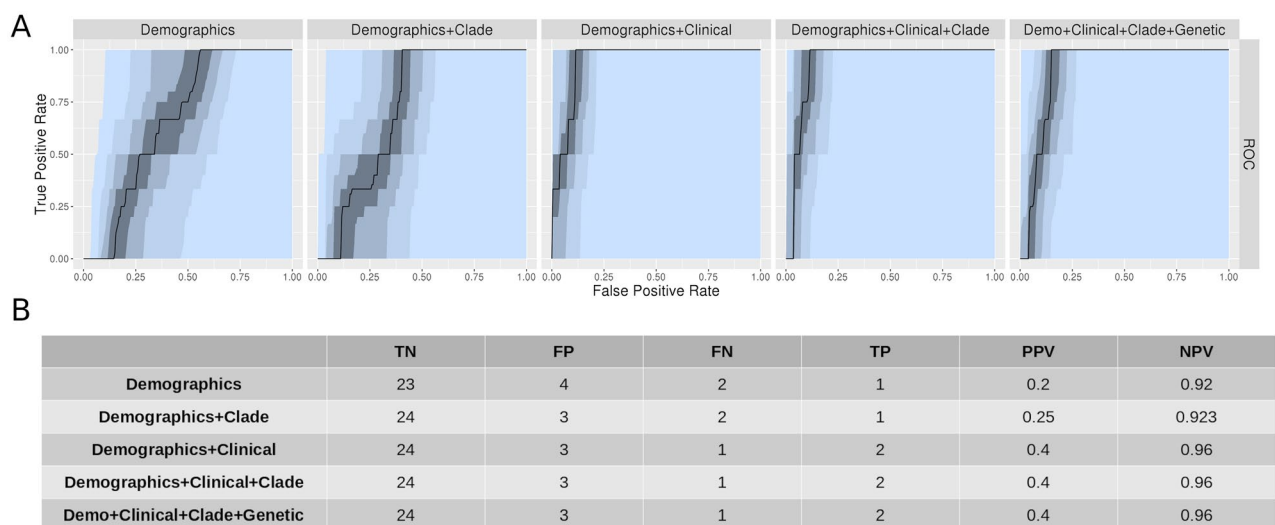 A
Demographics Demographics+Clade Demographics+Clinical Demographics+Clinical+Clade Demo+Clinical+Clade+Genetic
1.00
0.75
0.50
0.25
0.00
True Positive Rate
ROC
0.00 0.25 0.50 0.75 1.00 0.00 0.25 0.50 0.75 1.00 0.00 0.25 0.50 0.75 1.00 0.00 0.25 0.50 0.75 1.00 0.00 0.25 0.50 0.75 1.00
False Positive Rate
B
TN FP FN TP PPV NPV
Demographics 23 4 2 1 0.2 0.92
Demographics+Clade 24 3 2 1 0.25 0.923
Demographics+Clinical 24 3 1 2 0.4 0.96
Demographics+Clinical+Clade 24 3 1 2 0.4 0.96
Demo+Clinical+Clade+Genetic 24 3 1 2 0.4 0.96